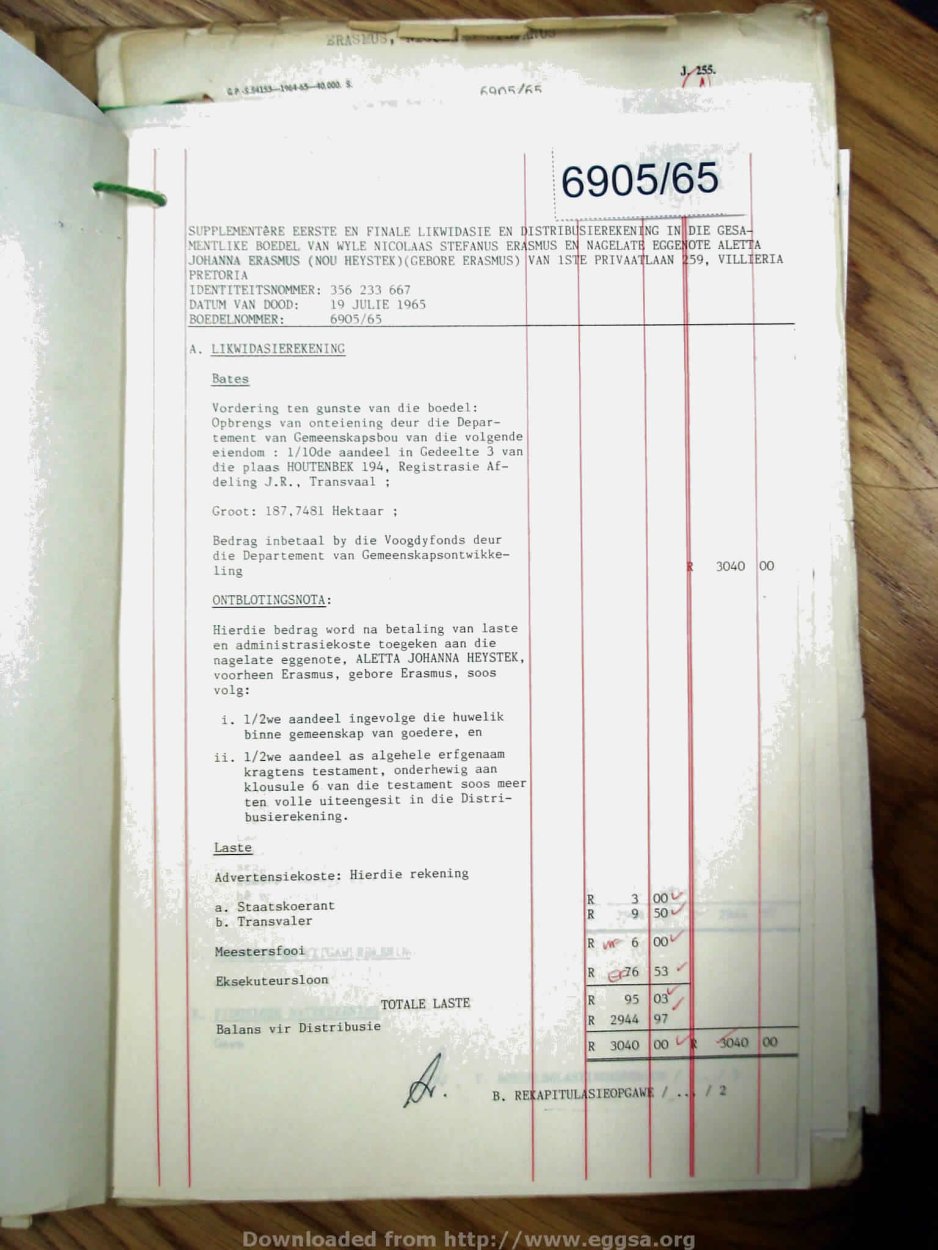 ERASMUS,
G.P.-S.54153—1964-65—40,000. S.
6905/65
J. 255.
6905/65
SUPPLEMENTÊRE EERSTE EN FINALE LIKWIDASIE EN DISTRIBUSIEREKENING IN DIE GESA-
MENTLIKE BOEDEL VAN WYLE NICOLAAS STEFANUS ERASMUS EN NAGELATE EGGENOTE ALETTA
JOHANNA ERASMUS (NOU HEYSTEK)(GEBORE ERASMUS) VAN 1STE PRIVAATLAAN 259, VILLIERIA
PRETORIA
IDENTITEITSNOMMER: 356 233 667
DATUM VAN DOOD: 19 JULIE 1965
BOEDELNOMMER: 6905/65
A. LIKWIDASIEREKENING
Bates
Vordering ten gunste van die boedel:
Opbrengs van onteiening deur die Depar-
tement van Gemeenskapsbou van die volgende
eiendom : 1/10de aandeel in Gedeelte 3 van
die plaas HOUTENBEK 194, Registrasie Af-
deling J.R., Transvaal ;
Groot: 187,7481 Hektaar ;
Bedrag inbetaal by die Voogdyfonds deur
die Departement van Gemeenskapsontwikke-
ling R 3040 00
ONTBLOTINGSNOTA:
Hierdie bedrag word na betaling van laste
en administrasiekoste toegeken aan die
nagelate eggenote, ALETTA JOHANNA HEYSTEK,
voorheen Erasmus, gebore Erasmus, soos
volg:
i. 1/2we aandeel ingevolge die huwelik
binne gemeenskap van goedere, en
ii. 1/2we aandeel as algehele erfgenaam
kragtens testament, onderhewig aan
klousule 6 van die testament soos meer
ten volle uiteengesit in die Distri-
busierekening.
Laste
Advertensiekoste: Hierdie rekening
a. Staatskoerant R 3 00
b. Transvaler R 9 50
Meestersfooi R 6 00
Eksekuteursloon R 76 53
TOTALE LASTE R 95 03
Balans vir Distribusie R 2944 97
R 3040 00 R 3040 00
B. REKAPITULASIEOPGAWE / ... / 2
Downloaded from http://www.eggsa.org